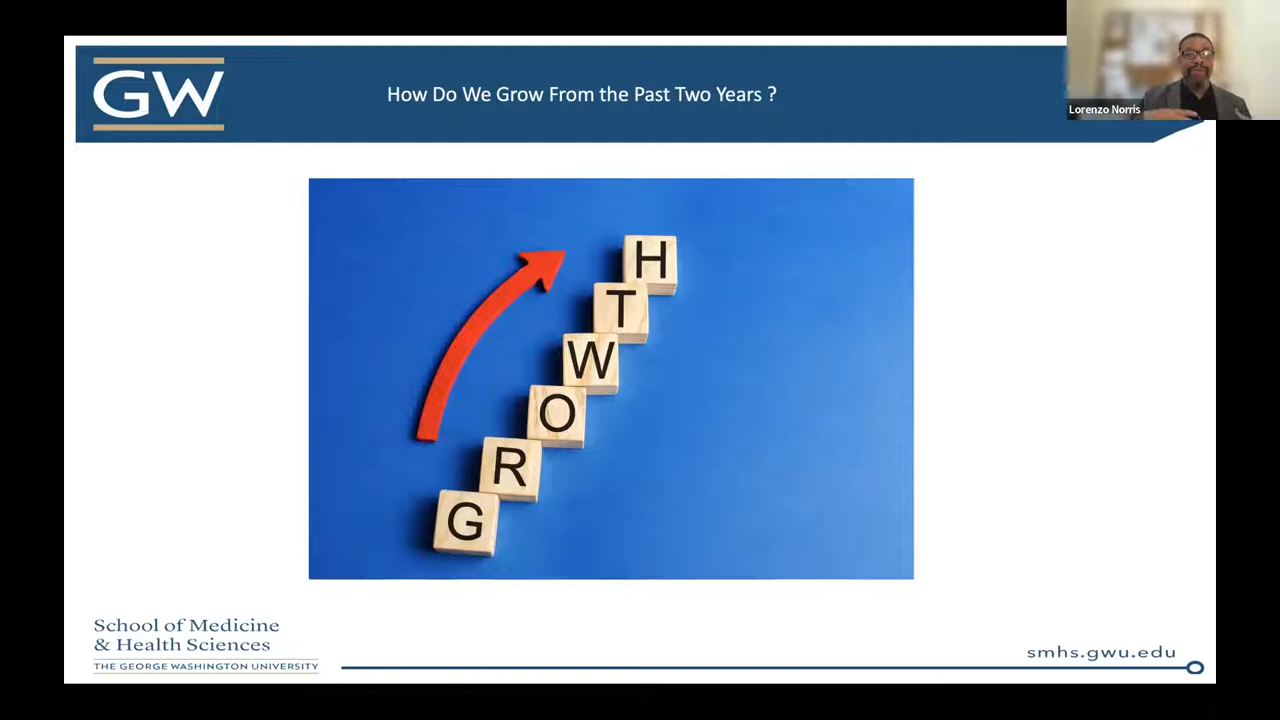 GW
How Do We Grow From the Past Two Years ?
Lorenzo Norris
H
T
W
O
R
G
School of Medicine
& Health Sciences
THE GEORGE WASHINGTON UNIVERSITY
smhs.gwu.edu